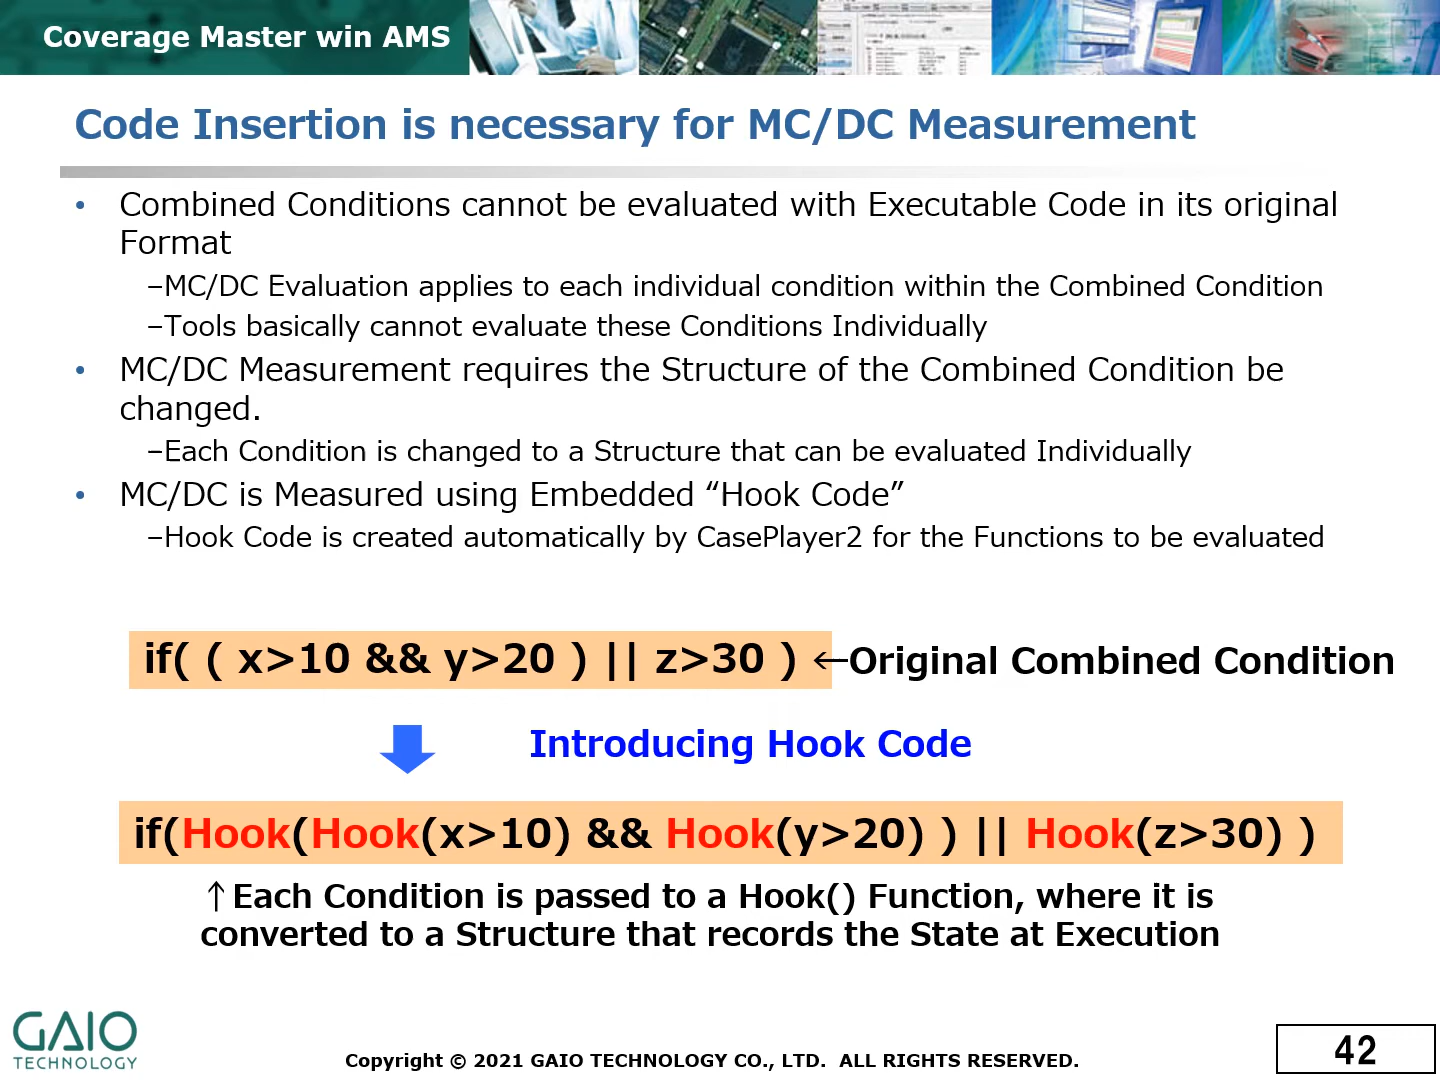 Coverage Master win AMS
Code Insertion is necessary for MC/DC Measurement
• Combined Conditions cannot be evaluated with Executable Code in its original
Format
–MC/DC Evaluation applies to each individual condition within the Combined Condition
–Tools basically cannot evaluate these Conditions Individually
• MC/DC Measurement requires the Structure of the Combined Condition be
changed.
–Each Condition is changed to a Structure that can be evaluated Individually
• MC/DC is Measured using Embedded “Hook Code”
–Hook Code is created automatically by CasePlayer2 for the Functions to be evaluated
if( ( x>10 && y>20 ) || z>30 ) ←Original Combined Condition
Introducing Hook Code
if(Hook(Hook(x>10) && Hook(y>20) ) || Hook(z>30) )
↑Each Condition is passed to a Hook() Function, where it is
converted to a Structure that records the State at Execution
GAIO
TECHNOLOGY
Copyright © 2021 GAIO TECHNOLOGY CO., LTD. ALL RIGHTS RESERVED.
42